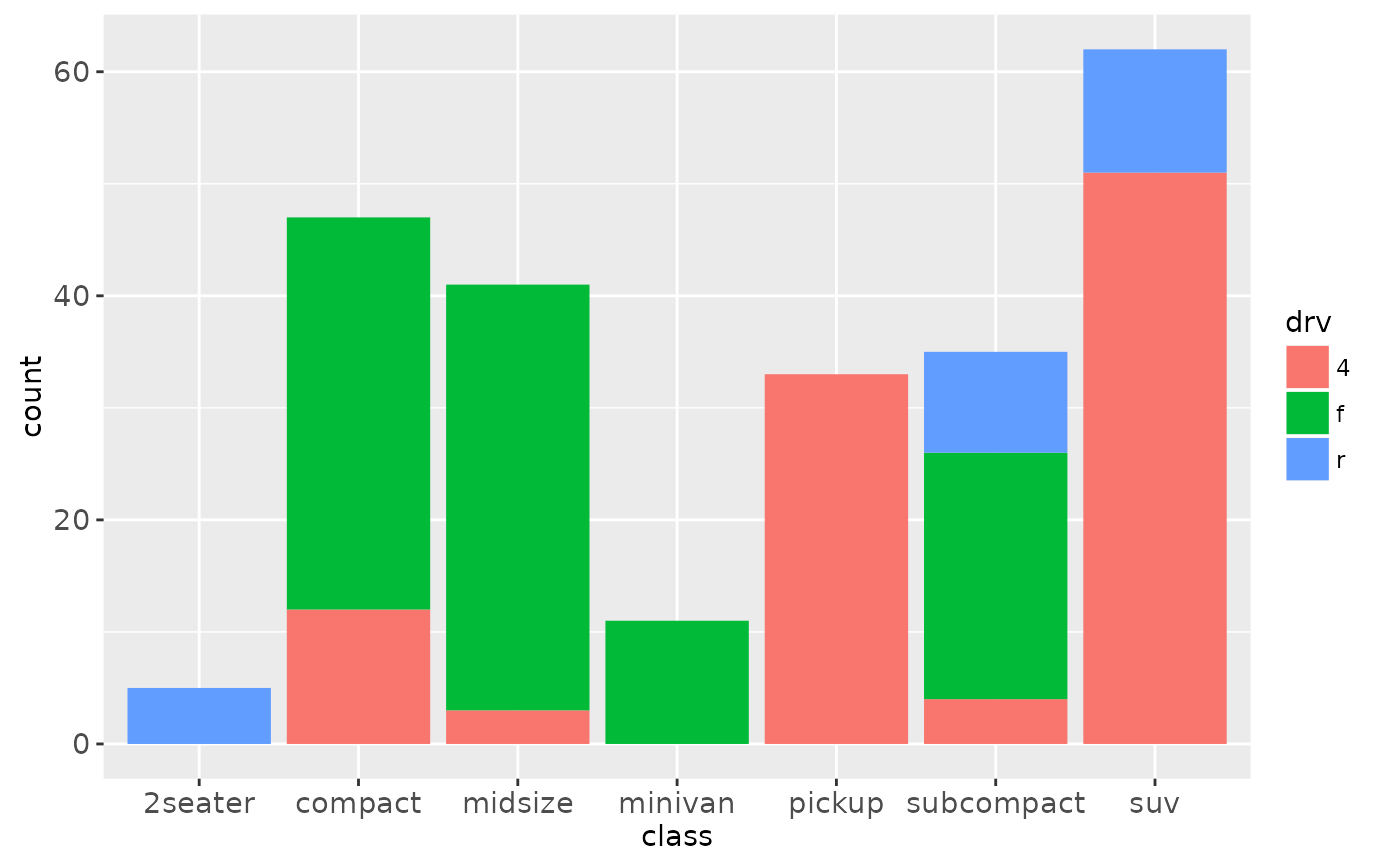 60
40
20
0
count
2seater compact midsize minivan pickup subcompact suv
class
drv
4
f
r